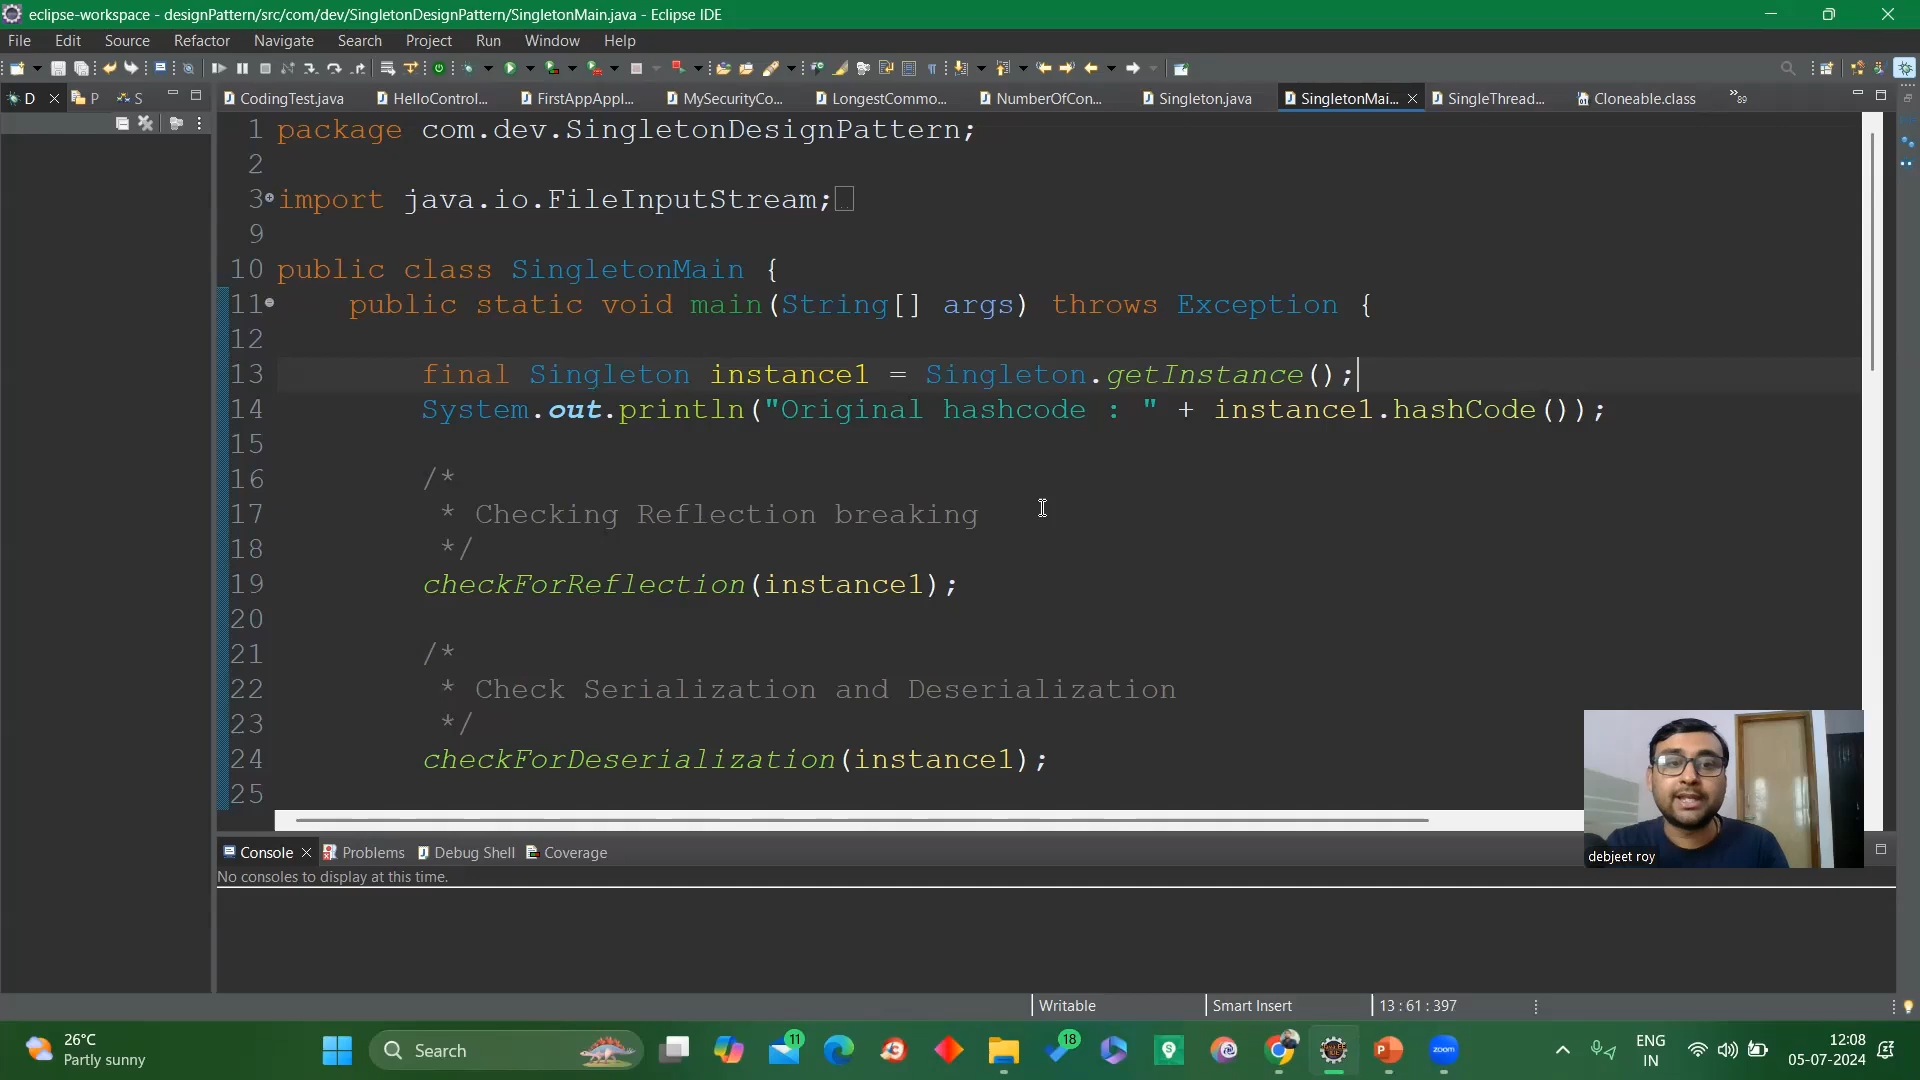 eclipse-workspace - designPattern/src/com/dev/SingletonDesignPattern/SingletonMain.java - Eclipse IDE
File Edit Source Refactor Navigate Search Project Run Window Help
D P S CodingTest.java HelloControl... FirstAppAppl... MySecurityCo... LongestCommo... NumberOfCon... Singleton.java SingletonMai... SingleThread... Cloneable.class »89
1 package com.dev.SingletonDesignPattern;
2
3 import java.io.FileInputStream;
9
10 public class SingletonMain {
11 public static void main(String[] args) throws Exception {
12
13 final Singleton instance1 = Singleton.getInstance();
14 System.out.println("Original hashcode : " + instance1.hashCode());
15
16 /*
17 * Checking Reflection breaking
18 */
19 checkForReflection(instance1);
20
21 /*
22 * Check Serialization and Deserialization
23 */
24 checkForDeserialization(instance1);
25
debjeet roy
Console Problems Debug Shell Coverage
No consoles to display at this time.
Writable Smart Insert 13 : 61 : 397
26°C
Partly sunny
Search
11
18
zoom
ENG
IN
12:08
05-07-2024